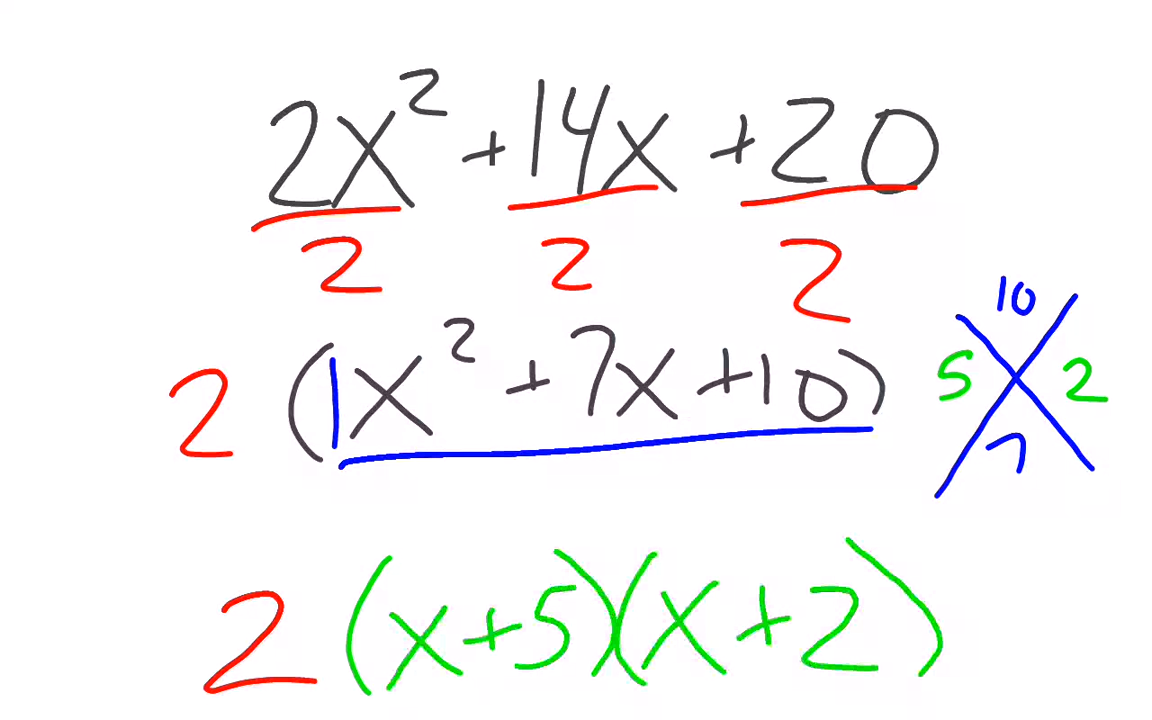 2x² + 14x + 20
2 2 2
2 (1x² + 7x + 10)
10
5 2
7
2 (x + 5)(x + 2)